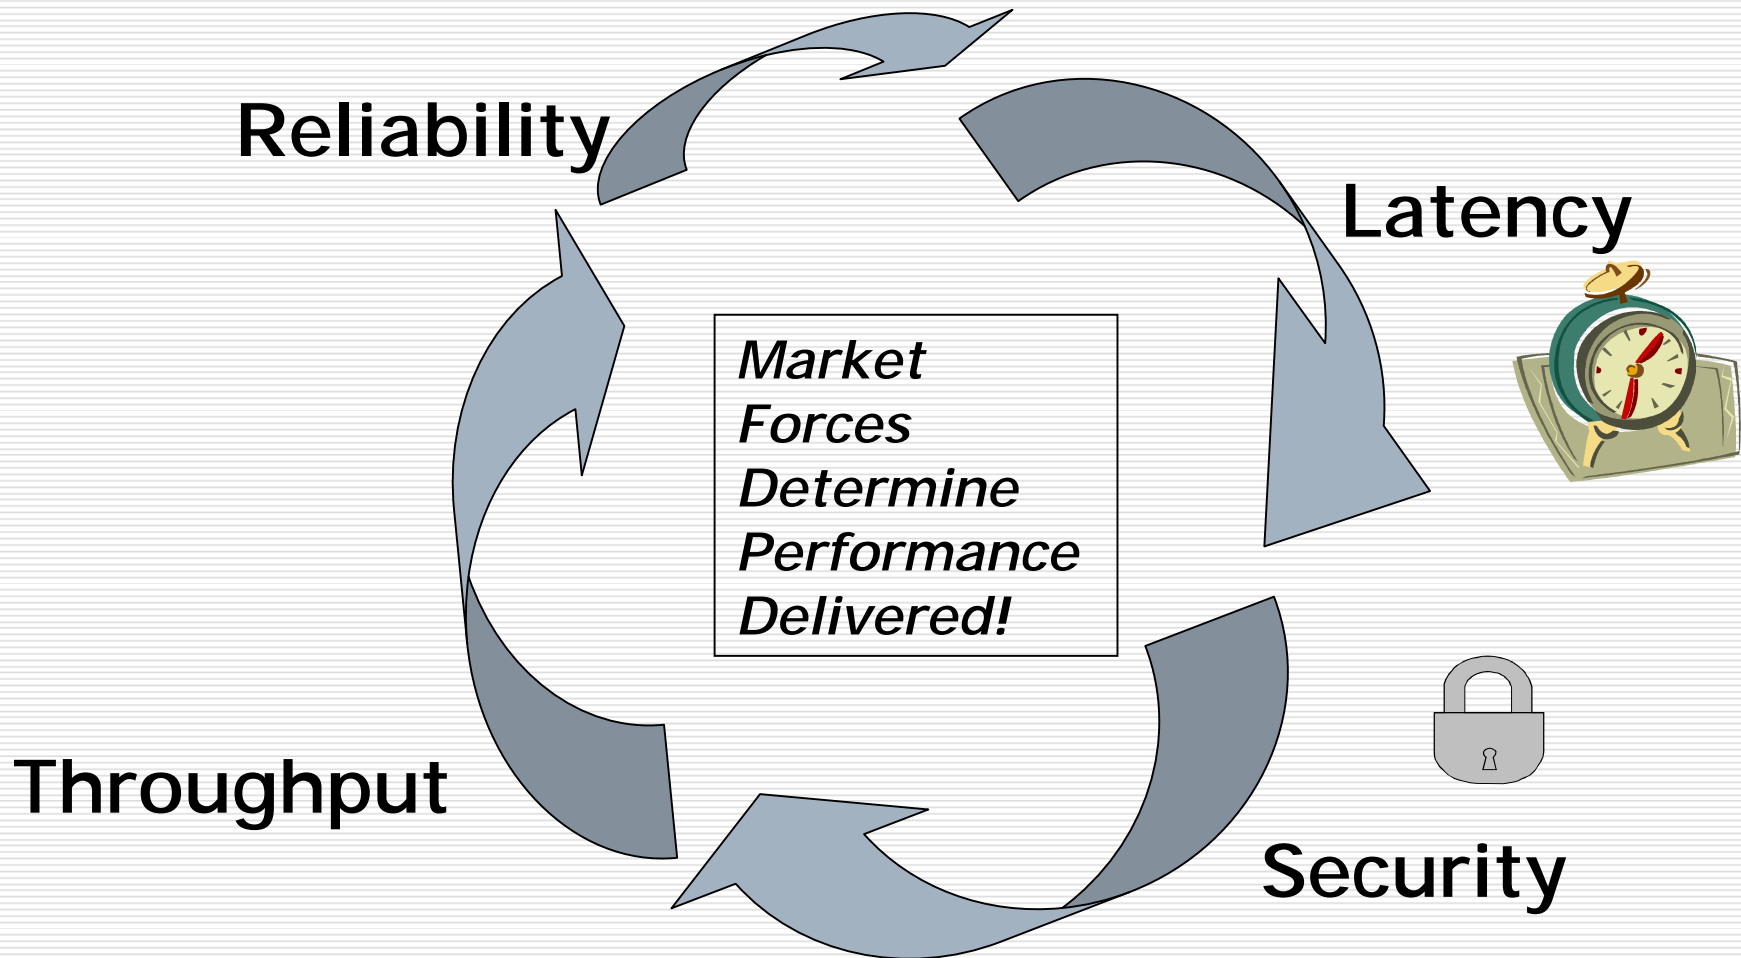 Reliability
Latency
Market
Forces
Determine
Performance
Delivered!
Throughput
Security